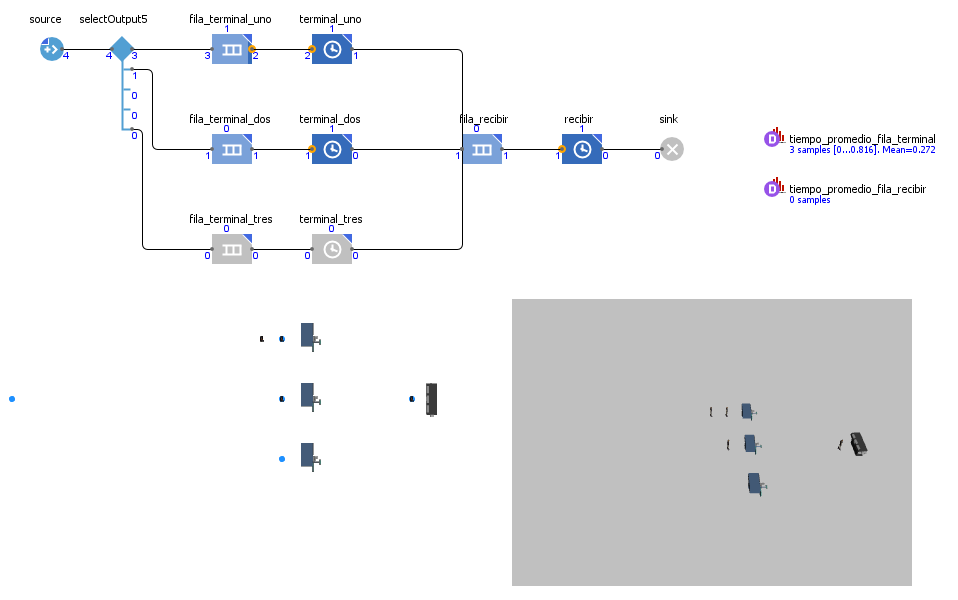 source
selectOutput5
fila_terminal_uno
terminal_uno
1
1
4
4
3
3
2
2
1
1
0
0
0
fila_terminal_dos
terminal_dos
fila_recibir
recibir
sink
0
1
0
1
1
1
1
0
1
1
1
0
0
tiempo_promedio_fila_terminal
3 samples [0...0.816]. Mean=0.272
tiempo_promedio_fila_recibir
0 samples
fila_terminal_tres
terminal_tres
0
0
0
0
0
0